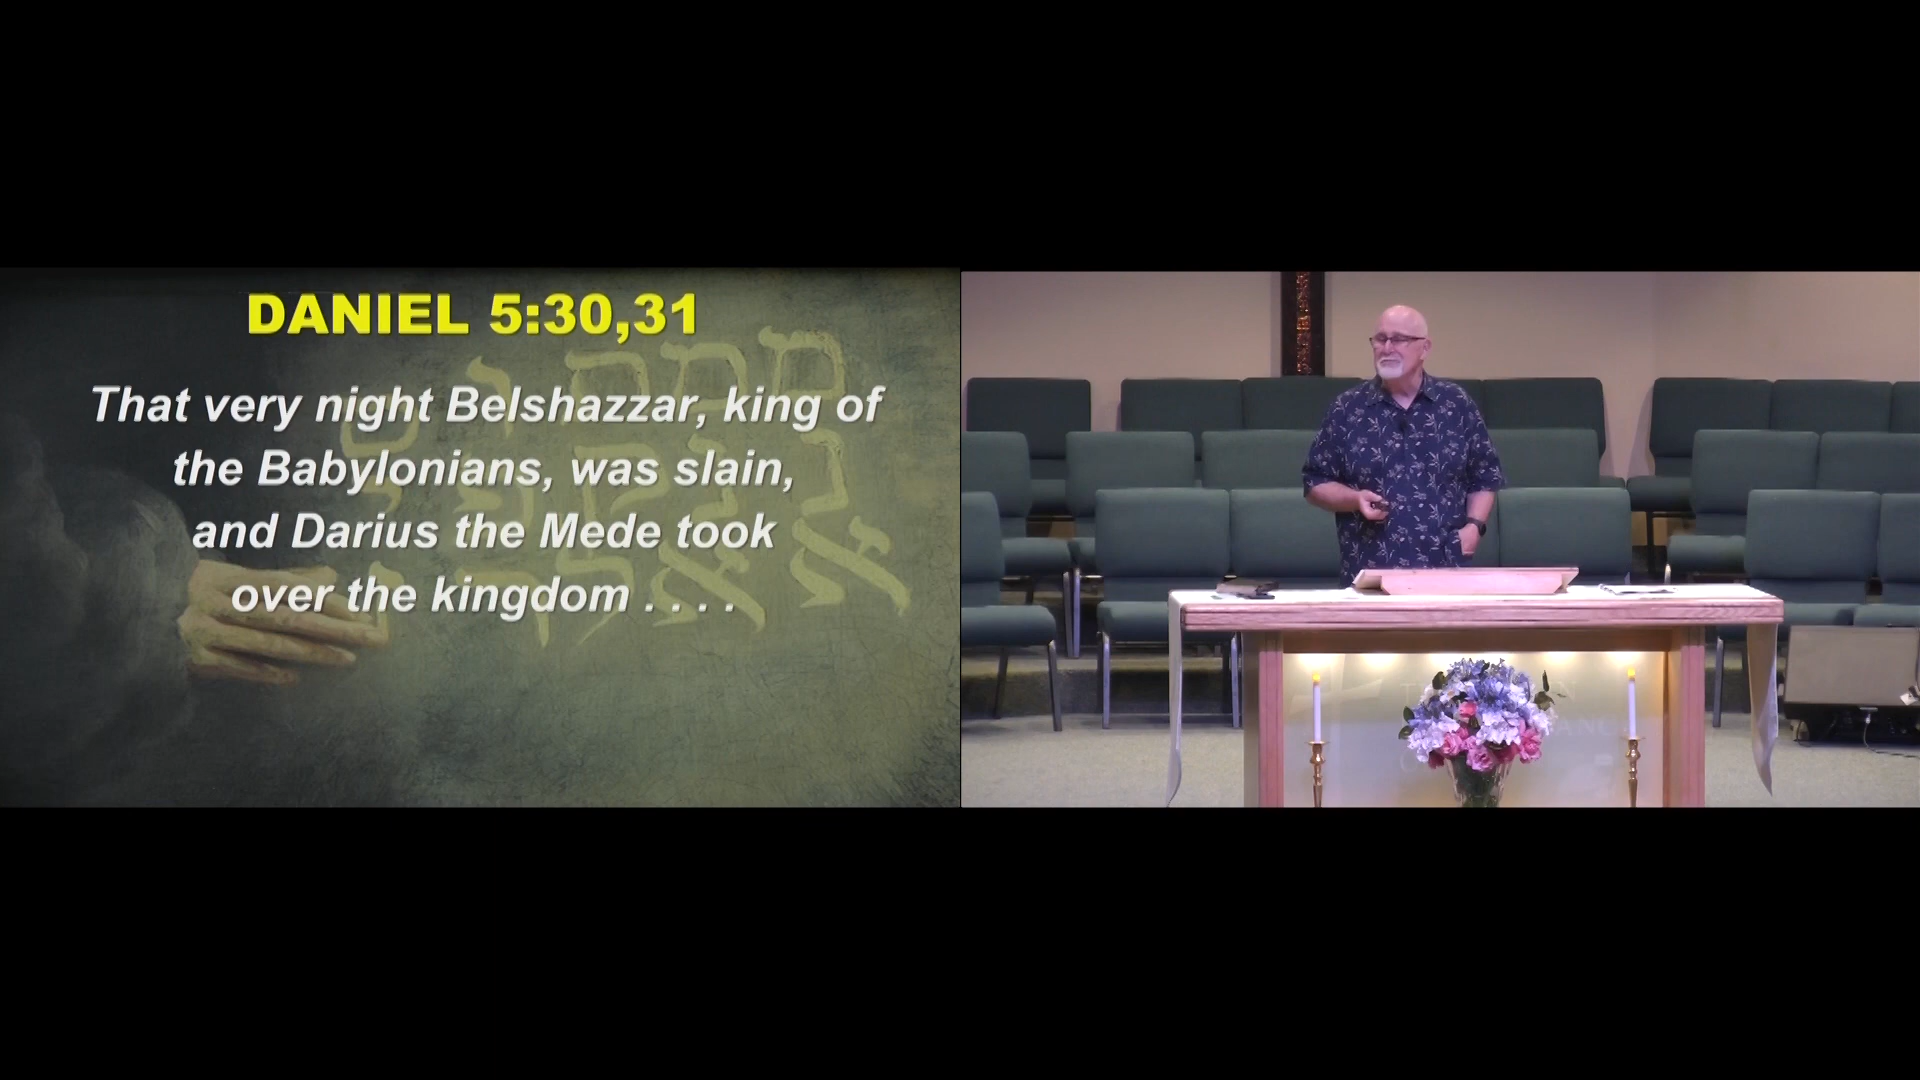 DANIEL 5:30,31
That very night Belshazzar, king of
the Babylonians, was slain,
and Darius the Mede took
over the kingdom . . . .